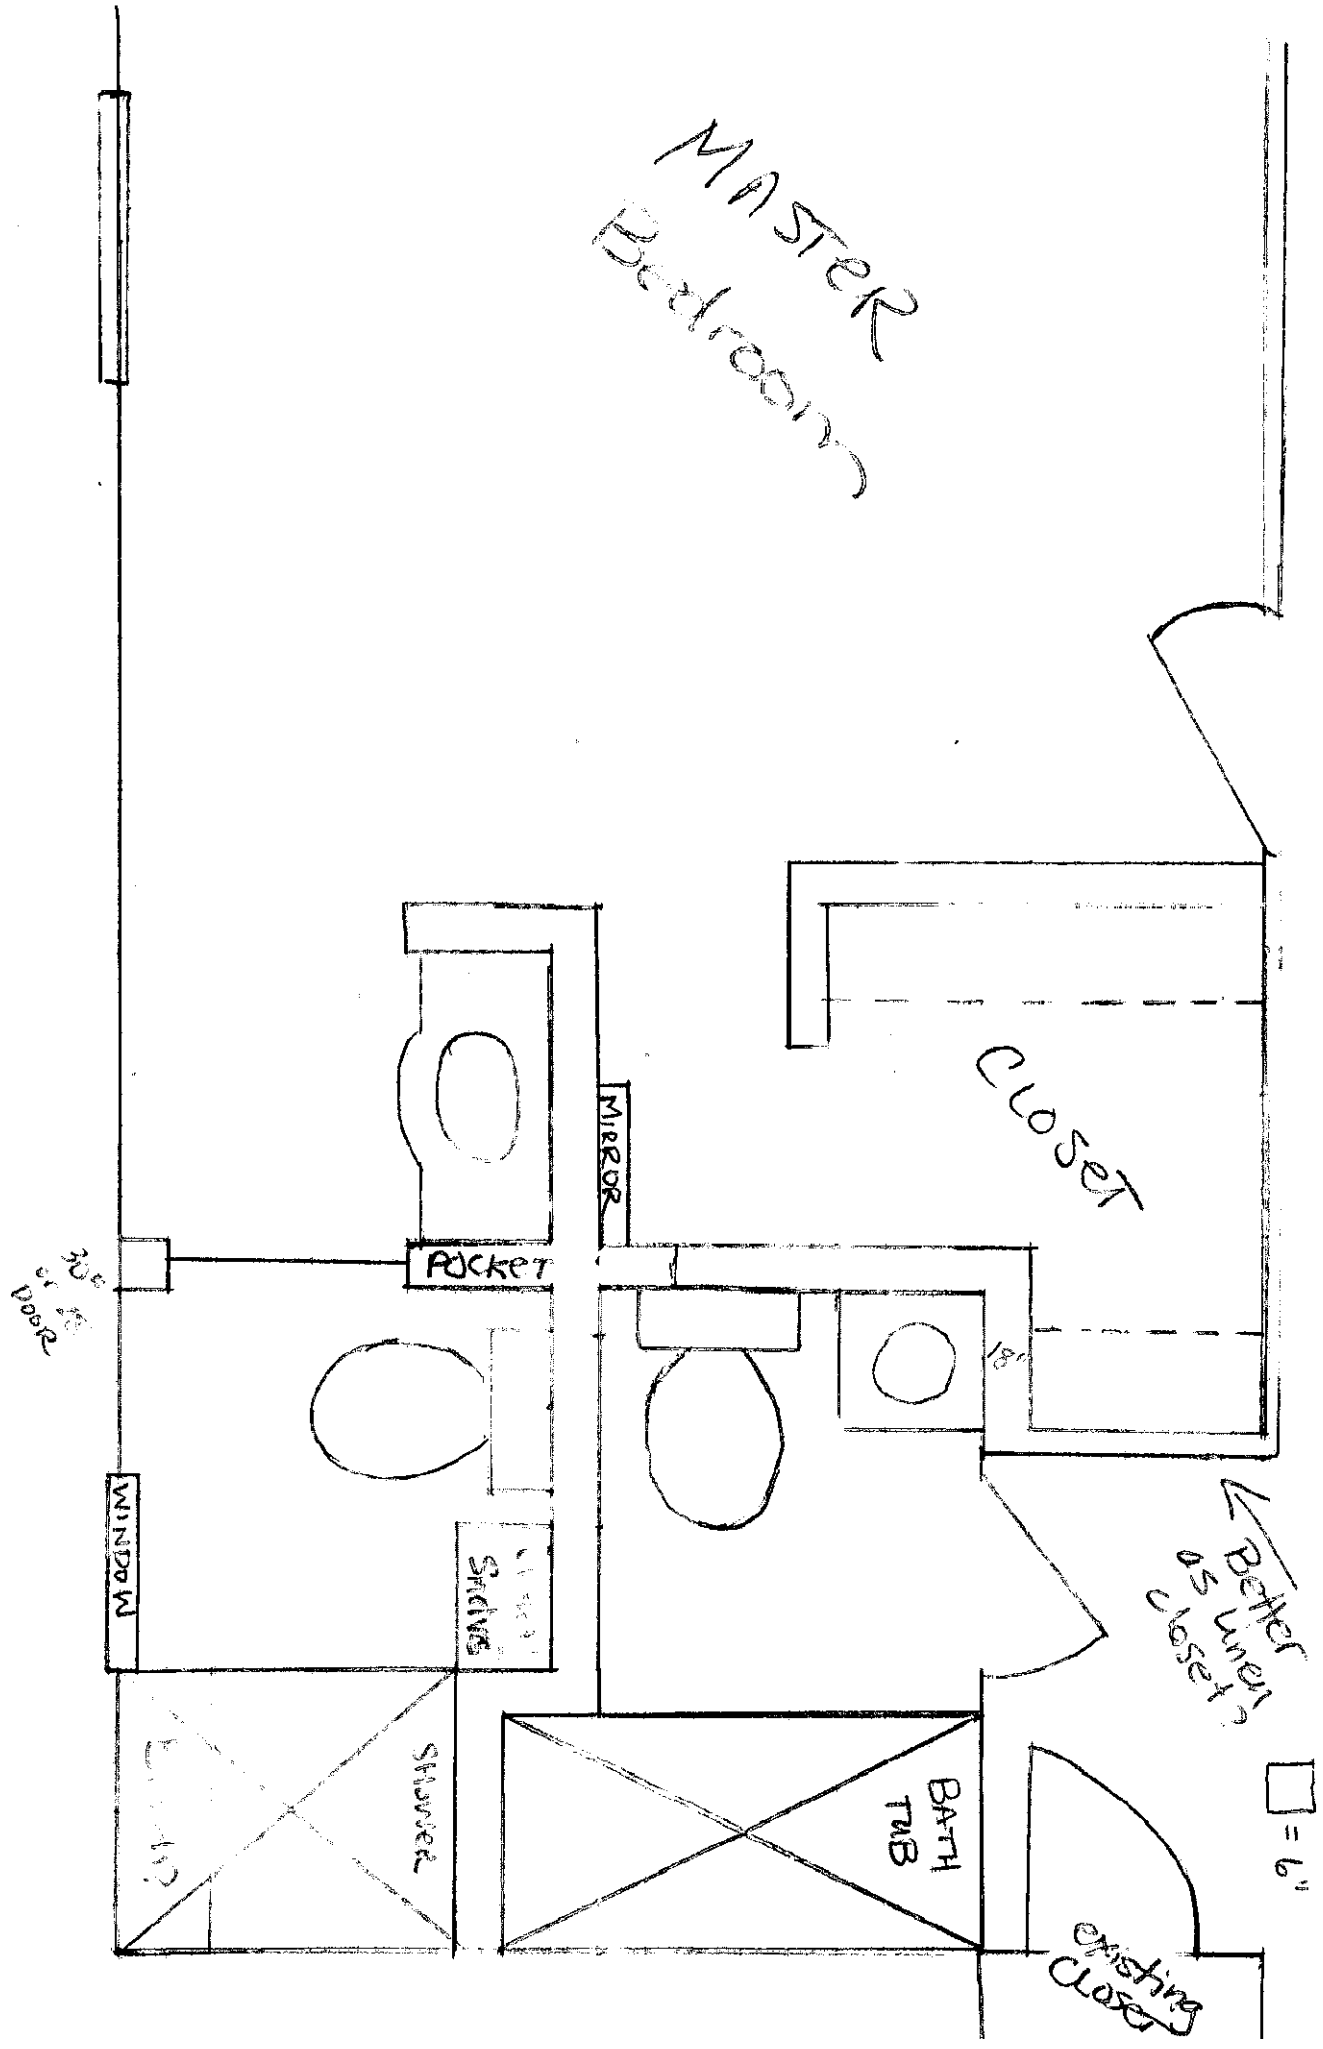 MASTER
Bedroom
CLOSET
MIRROR
POCKET
30"
or 28
DOOR
18"
WINDOW
Shelves
← Better
as linen
closet?
SHOWER
BATH
TUB
= 6"
existing
closet